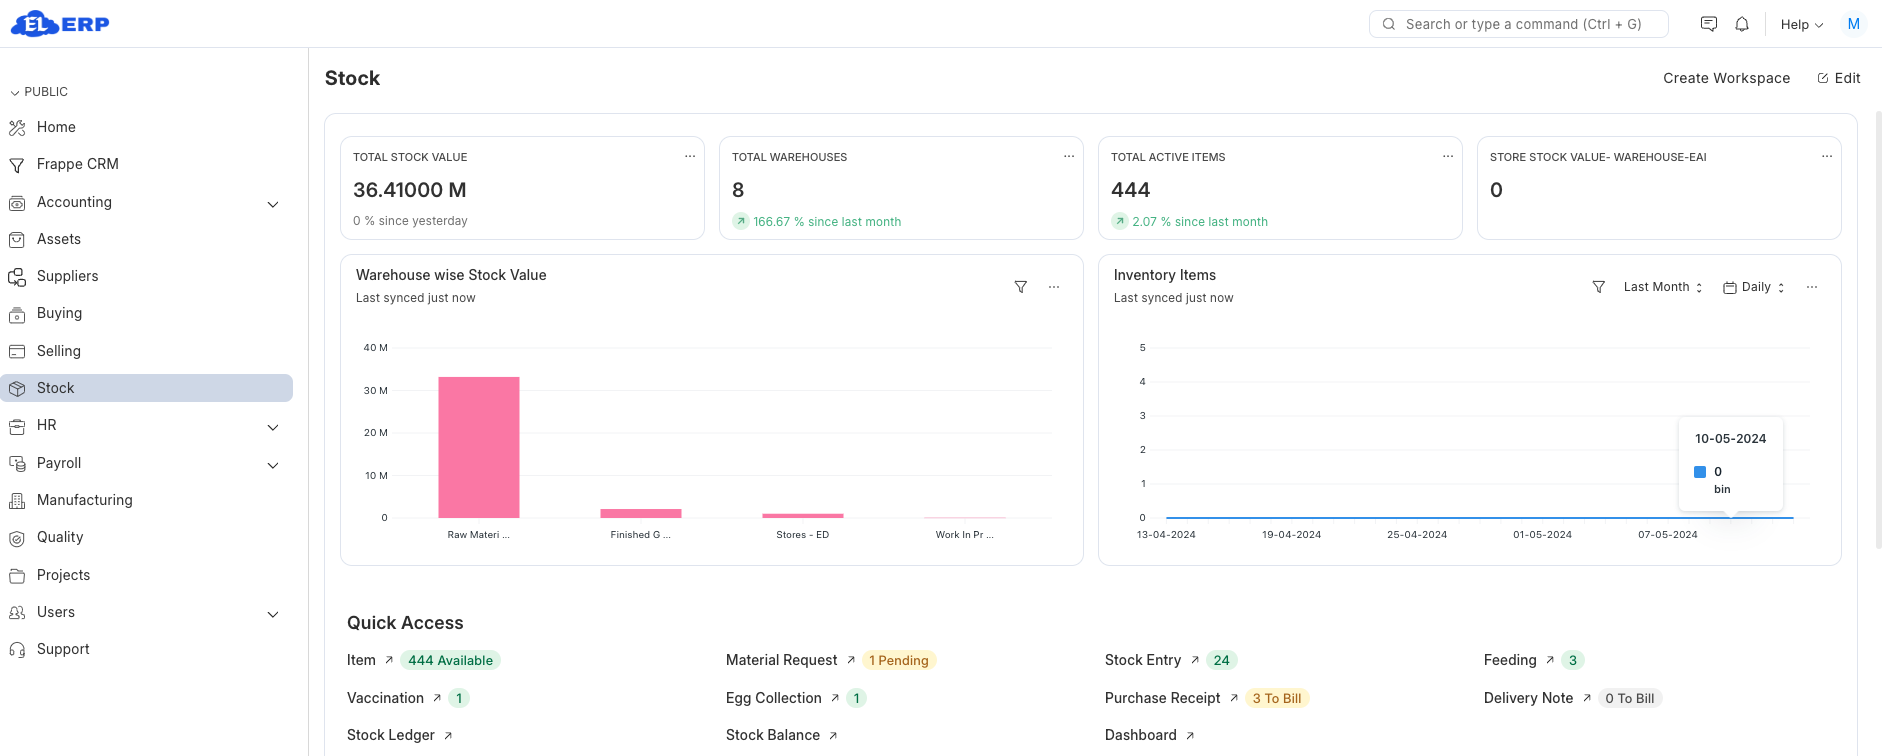 EL ERP
Search or type a command (Ctrl + G)
Help
M
PUBLIC
Home
Frappe CRM
Accounting
Assets
Suppliers
Buying
Selling
Stock
HR
Payroll
Manufacturing
Quality
Projects
Users
Support
Stock
Create Workspace
Edit
TOTAL STOCK VALUE
36.41000 M
0 % since yesterday
TOTAL WAREHOUSES
8
166.67 % since last month
TOTAL ACTIVE ITEMS
444
2.07 % since last month
STORE STOCK VALUE- WAREHOUSE-EAI
0
Warehouse wise Stock Value
Last synced just now
40 M
30 M
20 M
10 M
0
Raw Materi ...
Finished G ...
Stores - ED
Work In Pr ...
Inventory Items
Last synced just now
Last Month
Daily
5
4
3
2
1
0
10-05-2024
0
bin
13-04-2024
19-04-2024
25-04-2024
01-05-2024
07-05-2024
Quick Access
Item 444 Available
Material Request 1 Pending
Stock Entry 24
Feeding 3
Vaccination 1
Egg Collection 1
Purchase Receipt 3 To Bill
Delivery Note 0 To Bill
Stock Ledger
Stock Balance
Dashboard